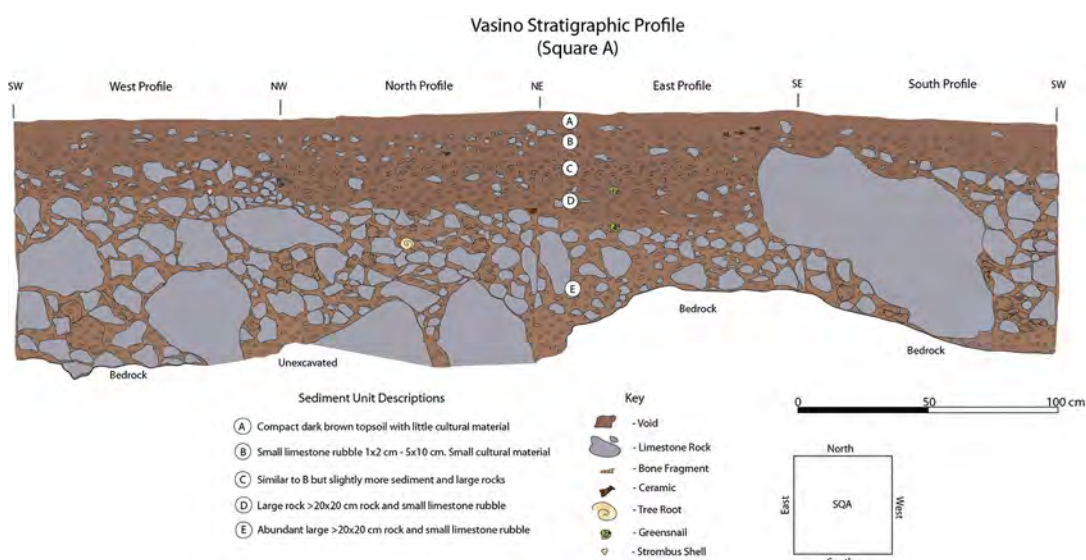 Vasino Stratigraphic Profile
(Square A)
SW West Profile NW North Profile NE East Profile SE South Profile SW
A
B
C
D
E
Bedrock
Unexcavated
Bedrock
Bedrock
Sediment Unit Descriptions
A Compact dark brown topsoil with little cultural material
B Small limestone rubble 1x2 cm - 5x10 cm. Small cultural material
C Similar to B but slightly more sediment and large rocks
D Large rock >20x20 cm rock and small limestone rubble
E Abundant large >20x20 cm rock and small limestone rubble
Key
- Void
- Limestone Rock
- Bone Fragment
- Ceramic
- Tree Root
- Greensnail
- Strombus Shell
0 50 100 cm
North
East
SQA
West